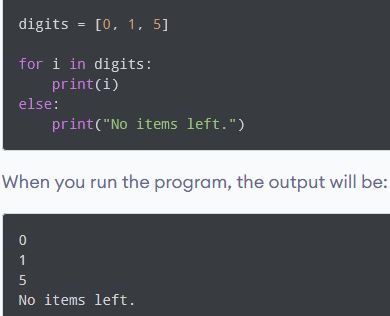 digits = [0, 1, 5]
for i in digits:
    print(i)
else:
    print("No items left.")
When you run the program, the output will be:
0
1
5
No items left.